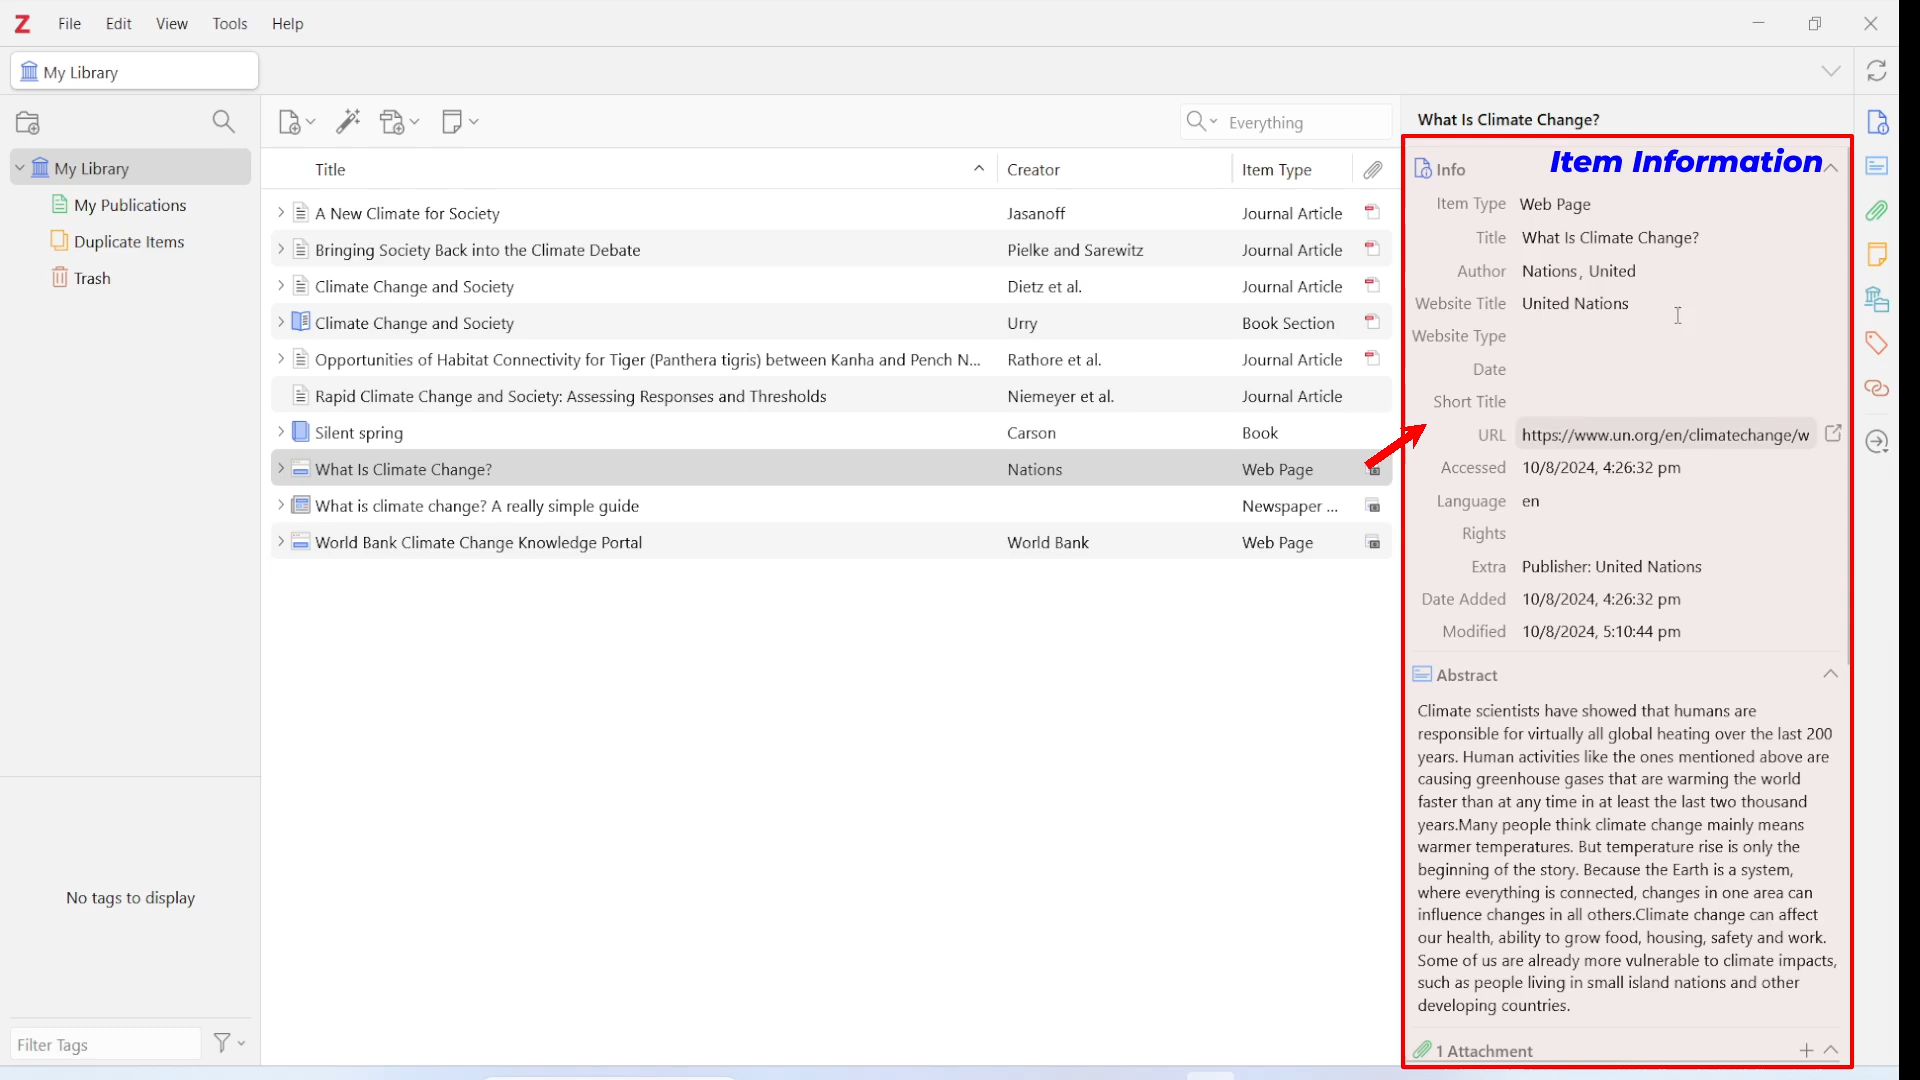 Z File Edit View Tools Help
My Library
Everything
What Is Climate Change?
My Library
My Publications
Duplicate Items
Trash
No tags to display
Filter Tags
Title Creator Item Type
A New Climate for Society Jasanoff Journal Article
Bringing Society Back into the Climate Debate Pielke and Sarewitz Journal Article
Climate Change and Society Dietz et al. Journal Article
Climate Change and Society Urry Book Section
Opportunities of Habitat Connectivity for Tiger (Panthera tigris) between Kanha and Pench N... Rathore et al. Journal Article
Rapid Climate Change and Society: Assessing Responses and Thresholds Niemeyer et al. Journal Article
Silent spring Carson Book
What Is Climate Change? Nations Web Page
What is climate change? A really simple guide Newspaper ...
World Bank Climate Change Knowledge Portal World Bank Web Page
Info Item Information
Item Type Web Page
Title What Is Climate Change?
Author Nations, United
Website Title United Nations
Website Type
Date
Short Title
URL https://www.un.org/en/climatechange/w
Accessed 10/8/2024, 4:26:32 pm
Language en
Rights
Extra Publisher: United Nations
Date Added 10/8/2024, 4:26:32 pm
Modified 10/8/2024, 5:10:44 pm
Abstract
Climate scientists have showed that humans are
responsible for virtually all global heating over the last 200
years. Human activities like the ones mentioned above are
causing greenhouse gases that are warming the world
faster than at any time in at least the last two thousand
years.Many people think climate change mainly means
warmer temperatures. But temperature rise is only the
beginning of the story. Because the Earth is a system,
where everything is connected, changes in one area can
influence changes in all others.Climate change can affect
our health, ability to grow food, housing, safety and work.
Some of us are already more vulnerable to climate impacts,
such as people living in small island nations and other
developing countries.
1 Attachment